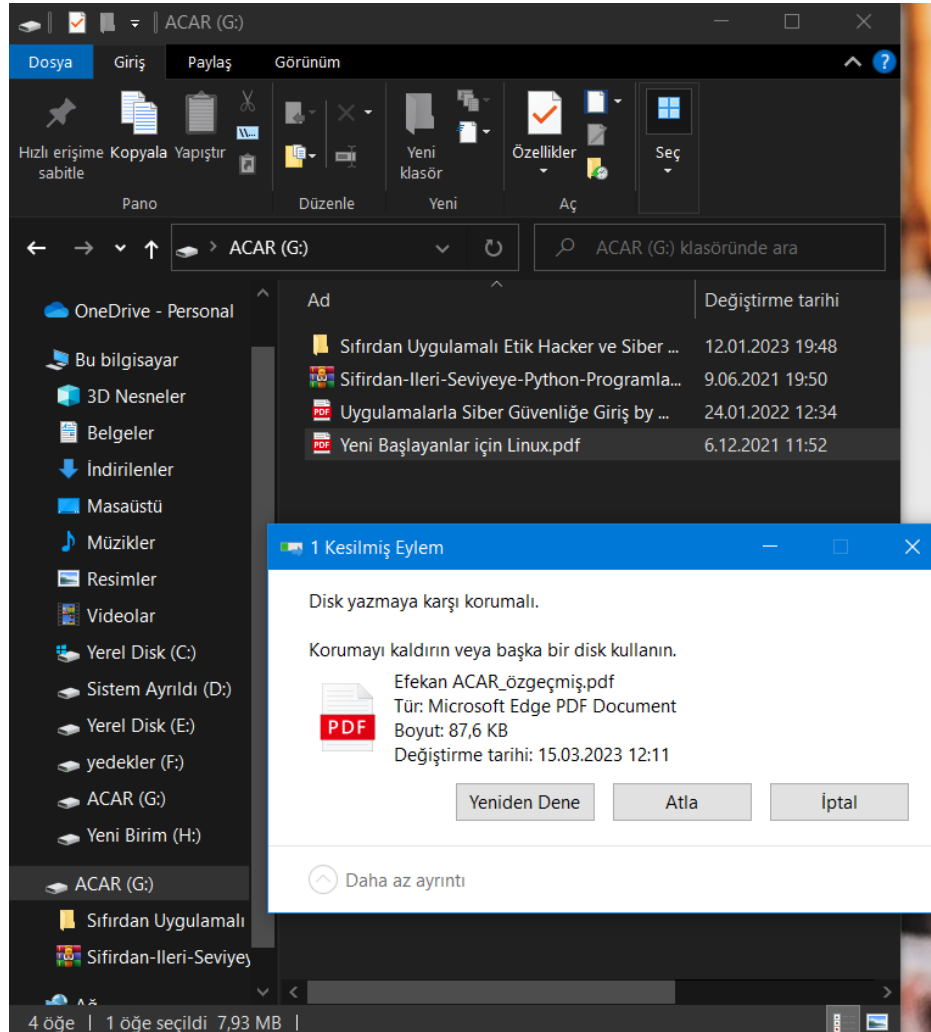 ACAR (G:)
Dosya Giriş Paylaş Görünüm
Hızlı erişime sabitle
Kopyala
Yapıştır
Yeni klasör
Özellikler
Seç
Pano
Düzenle
Yeni
Aç
ACAR (G:)
ACAR (G:) klasöründe ara
OneDrive - Personal
Bu bilgisayar
3D Nesneler
Belgeler
İndirilenler
Masaüstü
Müzikler
Resimler
Videolar
Yerel Disk (C:)
Sistem Ayrıldı (D:)
Yerel Disk (E:)
yedekler (F:)
ACAR (G:)
Yeni Birim (H:)
ACAR (G:)
Sıfırdan Uygulamalı
Sifirdan-Ileri-Seviyey
Ad Değiştirme tarihi
Sıfırdan Uygulamalı Etik Hacker ve Siber ... 12.01.2023 19:48
Sifirdan-Ileri-Seviyeye-Python-Programla... 9.06.2021 19:50
Uygulamalarla Siber Güvenliğe Giriş by ... 24.01.2022 12:34
Yeni Başlayanlar için Linux.pdf 6.12.2021 11:52
1 Kesilmiş Eylem
Disk yazmaya karşı korumalı.
Korumayı kaldırın veya başka bir disk kullanın.
PDF
Efekan ACAR_özgeçmiş.pdf
Tür: Microsoft Edge PDF Document
Boyut: 87,6 KB
Değiştirme tarihi: 15.03.2023 12:11
Yeniden Dene Atla İptal
Daha az ayrıntı
4 öğe | 1 öğe seçildi 7,93 MB |